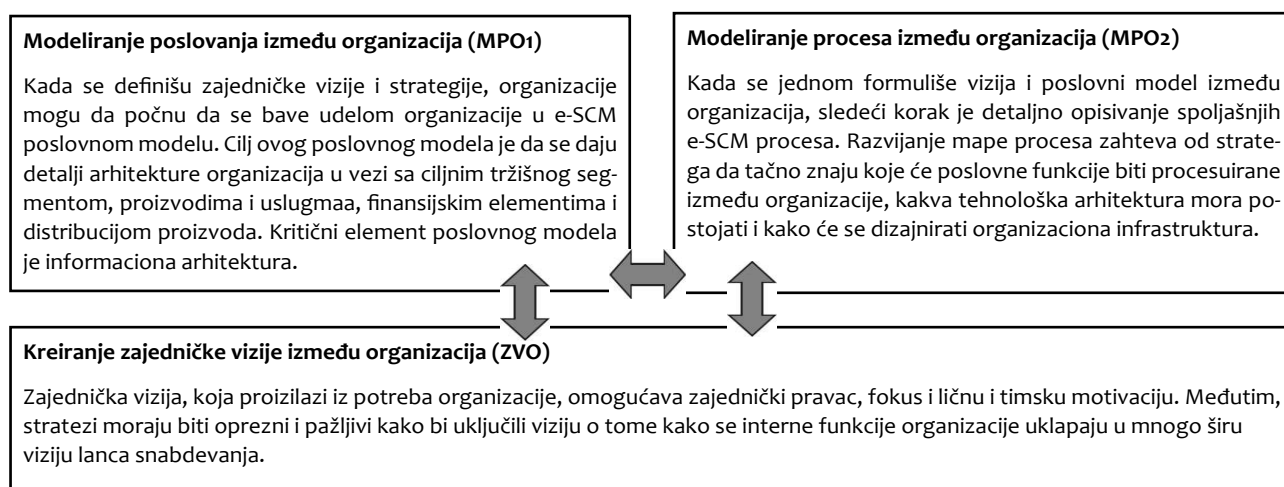 Modeliranje poslovanja između organizacija (MPO1)
Kada se definišu zajedničke vizije i strategije, organizacije
mogu da počnu da se bave udelom organizacije u e-SCM
poslovnom modelu. Cilj ovog poslovnog modela je da se daju
detalji arhitekture organizacija u vezi sa ciljnim tržišnog seg-
mentom, proizvodima i uslugmaa, finansijskim elementima i
distribucijom proizvoda. Kritični element poslovnog modela
je informaciona arhitektura.
Modeliranje procesa između organizacija (MPO2)
Kada se jednom formuliše vizija i poslovni model između
organizacija, sledeći korak je detaljno opisivanje spoljašnjih
e-SCM procesa. Razvijanje mape procesa zahteva od strate-
ga da tačno znaju koje će poslovne funkcije biti procesuirane
između organizacije, kakva tehnološka arhitektura mora po-
stojati i kako će se dizajnirati organizaciona infrastruktura.
Kreiranje zajedničke vizije između organizacija (ZVO)
Zajednička vizija, koja proizilazi iz potreba organizacije, omogućava zajednički pravac, fokus i ličnu i timsku motivaciju. Međutim,
stratezi moraju biti oprezni i pažljivi kako bi uključili viziju o tome kako se interne funkcije organizacije uklapaju u mnogo širu
viziju lanca snabdevanja.